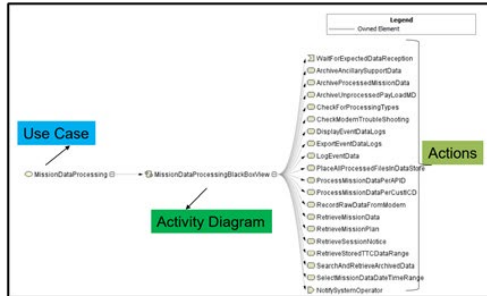 Legend
Owned Element
WaitForExpectedDataReception
ArchiveAncillarySupportData
ArchiveProcessedMissionData
ArchiveUnprocessedPayLoadMD
CheckForProcessingTypes
CheckModemTroubleShooting
DisplayEventDataLogs
ExportEventDataLogs
LogEventData
PlaceAllProcessedFilesInDataStore
ProcessMissionDataPerAPID
ProcessMissionDataPerCustCD
RecordRawDataFromModem
RetrieveMissionData
RetrieveMissionPlan
RetrieveSessionNotice
RetrieveStoredTTCDataRange
SearchAndRetrieveArchivedData
SelectMissionDataDateTimeRange
NotifySystemOperator
Use Case
MissionDataProcessing
MissionDataProcessingBlackBoxView
Activity Diagram
Actions